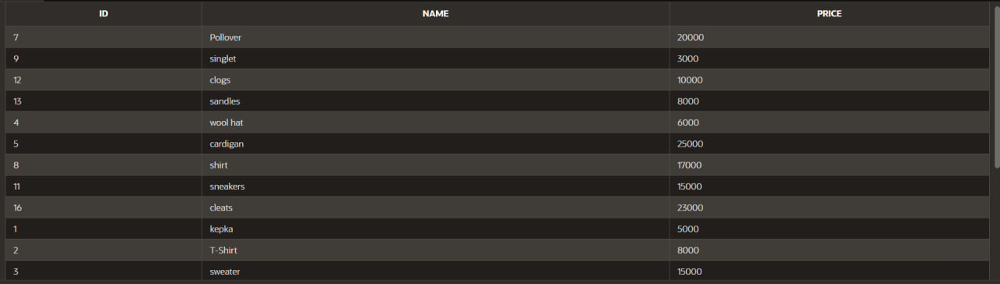 ID NAME PRICE
7 Pollover 20000
9 singlet 3000
12 clogs 10000
13 sandles 8000
4 wool hat 6000
5 cardigan 25000
8 shirt 17000
11 sneakers 15000
16 cleats 23000
1 kepka 5000
2 T-Shirt 8000
3 sweater 15000